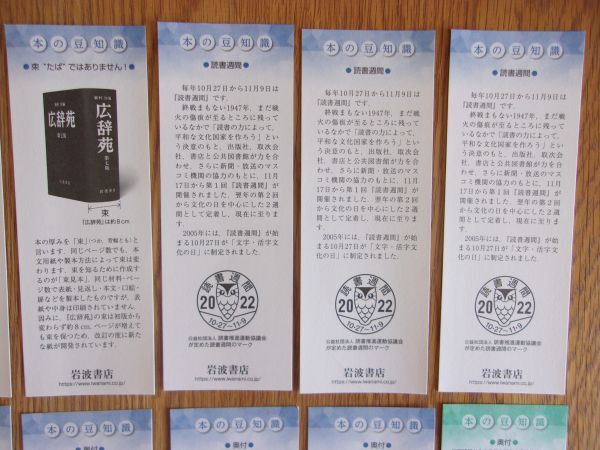 本の豆知識
● 束 "たば" ではありません! ●
広辞苑
第七版
広辞苑
第七版
束
『広辞苑』は約8cm
本の厚みを「束」(つか、背幅とも)と
言います。同じページ数でも、本
文用紙や製本方法によって束は変
わります。束を知るために作成す
るのが「束見本」。同じ材料・ペー
ジ数で表紙・見返し・本文・口絵・
扉などを製本したものですが、表
紙や中身は印刷されていません。
因みに、『広辞苑』の束は初版から
変わらず約8cm。ページが増えて
も束を保つため、改訂の度に新た
な紙が開発されています。
岩波書店
https://www.iwanami.co.jp/
本の豆知識
● 読書週間 ●
毎年10月27日から11月9日は
『読書週間』です。
終戦まもない1947年、まだ戦
火の傷痕が至るところに残って
いるなかで「読書の力によって、
平和な文化国家を作ろう」とい
う決意のもと、出版社、取次会
社、書店と公共図書館が力を合
わせ、さらに新聞・放送のマス
コミ機関の協力のもとに、11月
17日から第1回『読書週間』が
開催されました。翌年の第2回
から文化の日を中心にした2週
間として定着し、現在に至りま
す。
2005年には、『読書週間』が始
まる10月27日が「文字・活字文化
の日」に制定されました。
読書週間
2022
10・27~11・9
公益社団法人 読書推進運動協議会
が定めた読書週間のマーク
岩波書店
https://www.iwanami.co.jp/
本の豆知識
● 読書週間 ●
毎年10月27日から11月9日は
『読書週間』です。
終戦まもない1947年、まだ戦
火の傷痕が至るところに残って
いるなかで「読書の力によって、
平和な文化国家を作ろう」とい
う決意のもと、出版社、取次会
社、書店と公共図書館が力を合
わせ、さらに新聞・放送のマス
コミ機関の協力のもとに、11月
17日から第1回『読書週間』が
開催されました。翌年の第2回
から文化の日を中心にした2週
間として定着し、現在に至りま
す。
2005年には、『読書週間』が始
まる10月27日が「文字・活字文化
の日」に制定されました。
読書週間
2022
10・27~11・9
公益社団法人 読書推進運動協議会
が定めた読書週間のマーク
岩波書店
https://www.iwanami.co.jp/
本の豆知識
● 読書週間 ●
毎年10月27日から11月9日は
『読書週間』です。
終戦まもない1947年、まだ戦
火の傷痕が至るところに残って
いるなかで「読書の力によって、
平和な文化国家を作ろう」とい
う決意のもと、出版社、取次会
社、書店と公共図書館が力を合
わせ、さらに新聞・放送のマス
コミ機関の協力のもとに、11月
17日から第1回『読書週間』が
開催されました。翌年の第2回
から文化の日を中心にした2週
間として定着し、現在に至りま
す。
2005年には、『読書週間』が始
まる10月27日が「文字・活字文化
の日」に制定されました。
読書週間
2022
10・27~11・9
公益社団法人 読書推進運動協議会
が定めた読書週間のマーク
岩波書店
https://www.iwanami.co.jp/
本の豆知識
● 奥付 ●
本の豆知識
● 奥付 ●
本の豆知識
● 奥付 ●
本の豆知識
● 奥付 ●